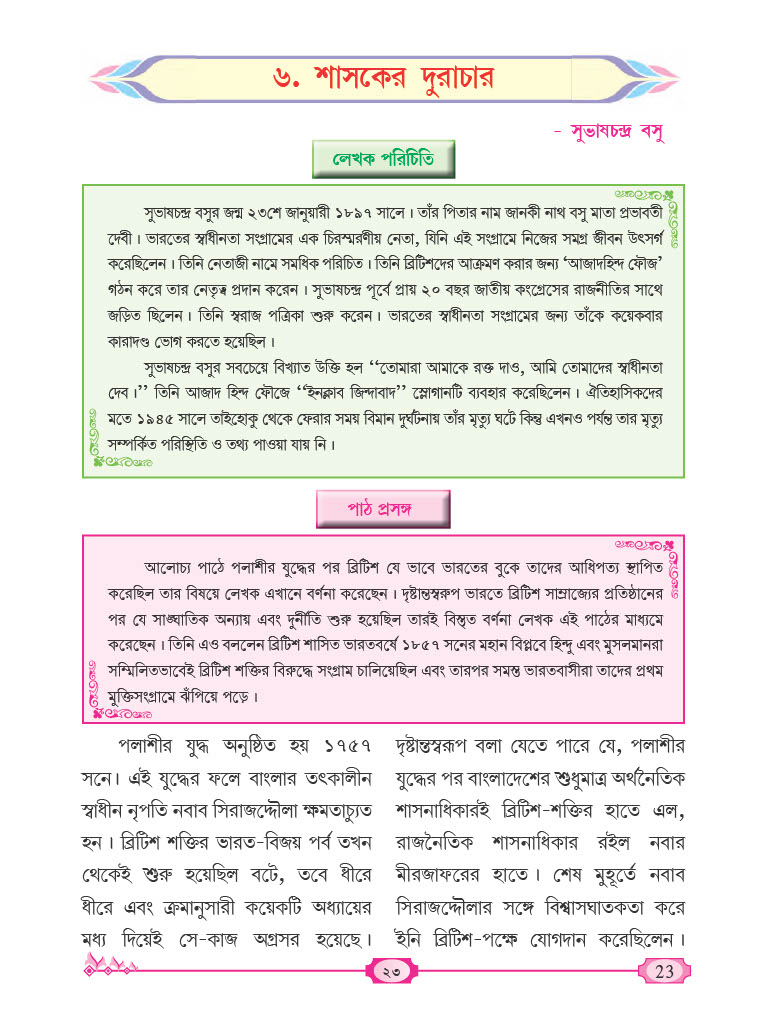 ৬. শাসকের দুরাচার
- সুভাষচন্দ্র বসু
লেখক পরিচিতি
সুভাষচন্দ্র বসুর জন্ম ২৩শে জানুয়ারী ১৮৯৭ সালে। তাঁর পিতার নাম জানকী নাথ বসু মাতা প্রভাবতী
দেবী। ভারতের স্বাধীনতা সংগ্রামের এক চিরস্মরণীয় নেতা, যিনি এই সংগ্রামে নিজের সমগ্র জীবন উৎসর্গ
করেছিলেন। তিনি নেতাজী নামে সমধিক পরিচিত। তিনি ব্রিটিশদের আক্রমণ করার জন্য ‘আজাদহিন্দ ফৌজ’
গঠন করে তার নেতৃত্ব প্রদান করেন। সুভাষচন্দ্র পূর্বে প্রায় ২০ বছর জাতীয় কংগ্রেসের রাজনীতির সাথে
জড়িত ছিলেন। তিনি স্বরাজ পত্রিকা শুরু করেন। ভারতের স্বাধীনতা সংগ্রামের জন্য তাঁকে কয়েকবার
কারাদণ্ড ভোগ করতে হয়েছিল।
সুভাষচন্দ্র বসুর সবচেয়ে বিখ্যাত উক্তি হল ‘‘তোমারা আমাকে রক্ত দাও, আমি তোমাদের স্বাধীনতা
দেব।’’ তিনি আজাদ হিন্দ ফৌজে ‘‘ইনক্লাব জিন্দাবাদ’’ স্লোগানটি ব্যবহার করেছিলেন। ঐতিহাসিকদের
মতে ১৯৪৫ সালে তাইহোকু থেকে ফেরার সময় বিমান দুর্ঘটনায় তাঁর মৃত্যু ঘটে কিন্তু এখনও পর্যন্ত তার মৃত্যু
সম্পর্কিত পরিস্থিতি ও তথ্য পাওয়া যায় নি।
পাঠ প্রসঙ্গ
আলোচ্য পাঠে পলাশীর যুদ্ধের পর ব্রিটিশ যে ভাবে ভারতের বুকে তাদের আধিপত্য স্থাপিত
করেছিল তার বিষয়ে লেখক এখানে বর্ণনা করেছেন। দৃষ্টান্তস্বরুপ ভারতে ব্রিটিশ সাম্রাজ্যের প্রতিষ্ঠানের
পর যে সাঙ্ঘাতিক অন্যায় এবং দুর্নীতি শুরু হয়েছিল তারই বিস্তৃত বর্ণনা লেখক এই পাঠের মাধ্যমে
করেছেন। তিনি এও বললেন ব্রিটিশ শাসিত ভারতবর্ষে ১৮৫৭ সনের মহান বিপ্লবে হিন্দু এবং মুসলমানরা
সম্মিলিতভাবেই ব্রিটিশ শক্তির বিরুদ্ধে সংগ্রাম চালিয়েছিল এবং তারপর সমস্ত ভারতবাসীরা তাদের প্রথম
মুক্তিসংগ্রামে ঝাঁপিয়ে পড়ে।
পলাশীর যুদ্ধ অনুষ্ঠিত হয় ১৭৫৭
সনে। এই যুদ্ধের ফলে বাংলার তৎকালীন
স্বাধীন নৃপতি নবাব সিরাজদ্দৌলা ক্ষমতাচ্যুত
হন। ব্রিটিশ শক্তির ভারত-বিজয় পর্ব তখন
থেকেই শুরু হয়েছিল বটে, তবে ধীরে
ধীরে এবং ক্রমানুসারী কয়েকটি অধ্যায়ের
মধ্য দিয়েই সে-কাজ অগ্রসর হয়েছে।
দৃষ্টান্তস্বরূপ বলা যেতে পারে যে, পলাশীর
যুদ্ধের পর বাংলাদেশের শুধুমাত্র অর্থনৈতিক
শাসনাধিকারই ব্রিটিশ-শক্তির হাতে এল,
রাজনৈতিক শাসনাধিকার রইল নবার
মীরজাফরের হাতে। শেষ মুহূর্তে নবাব
সিরাজদ্দৌলার সঙ্গে বিশ্বাসঘাতকতা করে
ইনি ব্রিটিশ-পক্ষে যোগদান করেছিলেন।
২৩
23